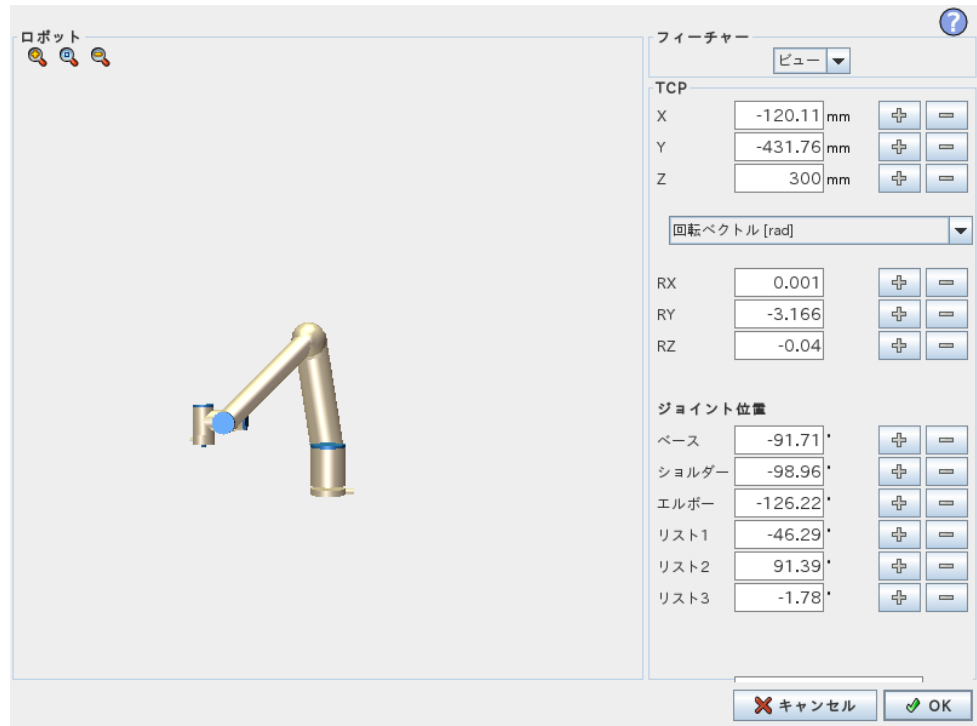 ロボット
フィーチャー
ビュー
TCP
X -120.11 mm
Y -431.76 mm
Z 300 mm
回転ベクトル [rad]
RX 0.001
RY -3.166
RZ -0.04
ジョイント位置
ベース -91.71 °
ショルダー -98.96 °
エルボー -126.22 °
リスト1 -46.29 °
リスト2 91.39 °
リスト3 -1.78 °
キャンセル OK